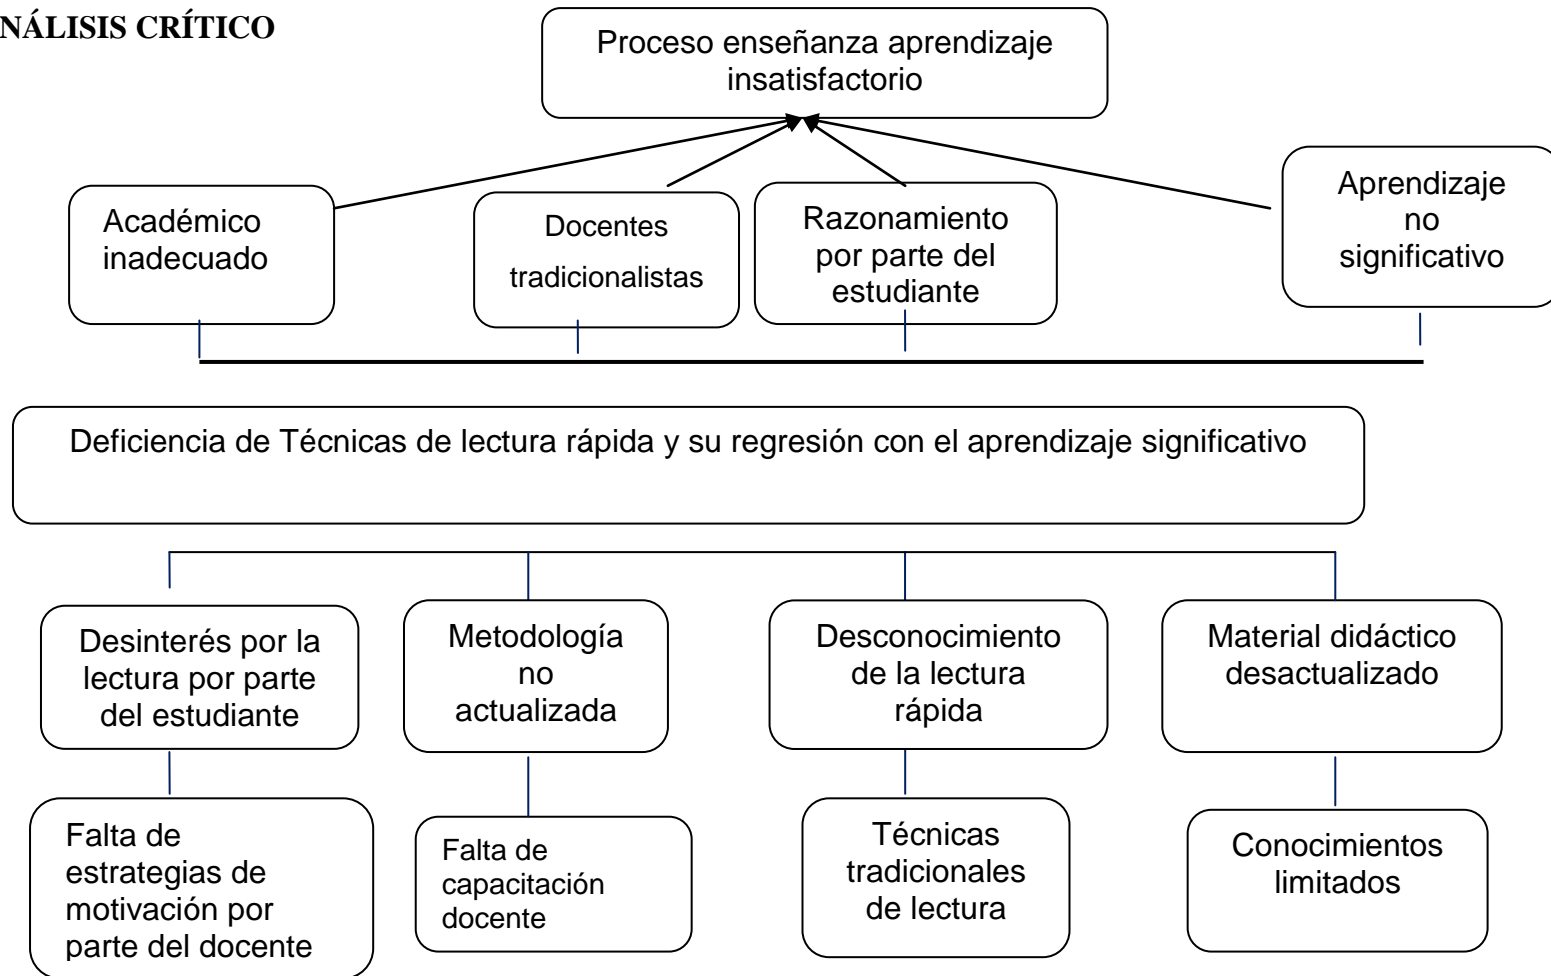 NÁLISIS CRÍTICO
Proceso enseñanza aprendizaje
insatisfactorio
Académico
inadecuado
Docentes
tradicionalistas
Razonamiento
por parte del
estudiante
Aprendizaje
no
significativo
Deficiencia de Técnicas de lectura rápida y su regresión con el aprendizaje significativo
Desinterés por la
lectura por parte
del estudiante
Metodología
no
actualizada
Desconocimiento
de la lectura
rápida
Material didáctico
desactualizado
Falta de
estrategias de
motivación por
parte del docente
Falta de
capacitación
docente
Técnicas
tradicionales
de lectura
Conocimientos
limitados